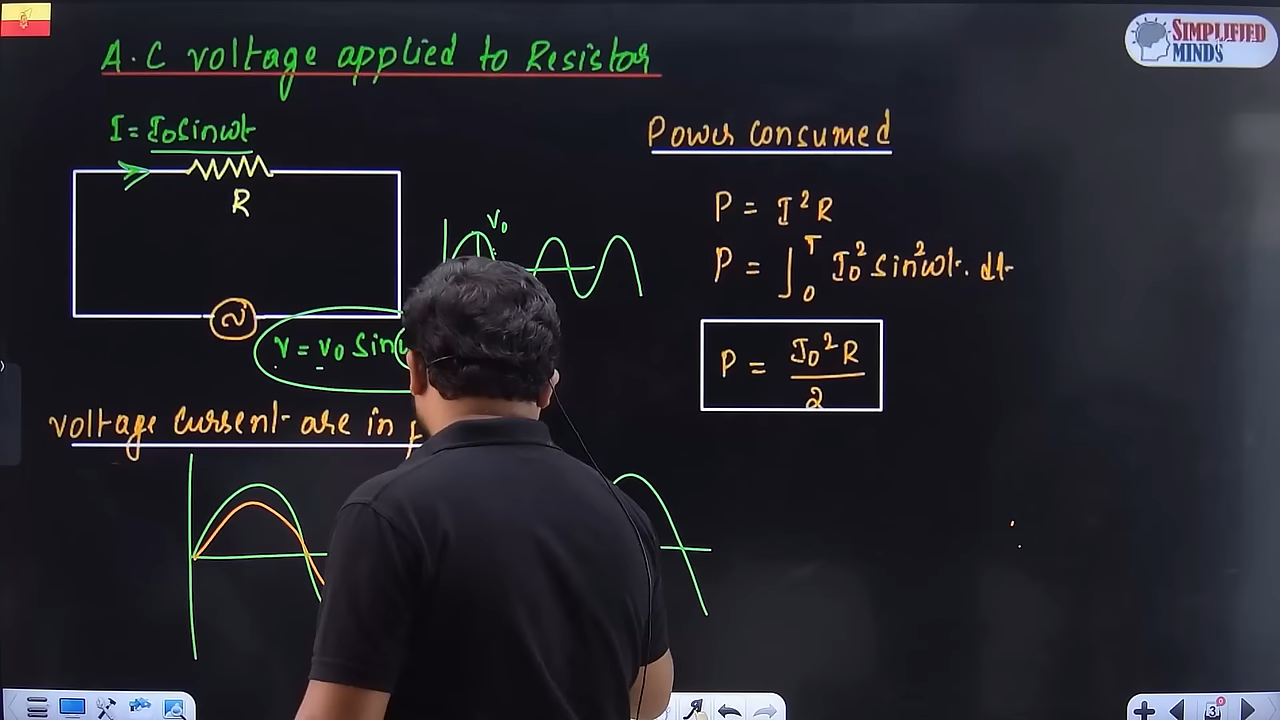 A.C voltage applied to Resistor
SIMPLIFIED
MINDS
I = I₀sinωt
R
V₀
V = V₀ Sin
voltage current are in
Power consumed
P = I²R
P = ∫₀ᵀ I₀² sin²ωt. dt
P = I₀²R / 2
3